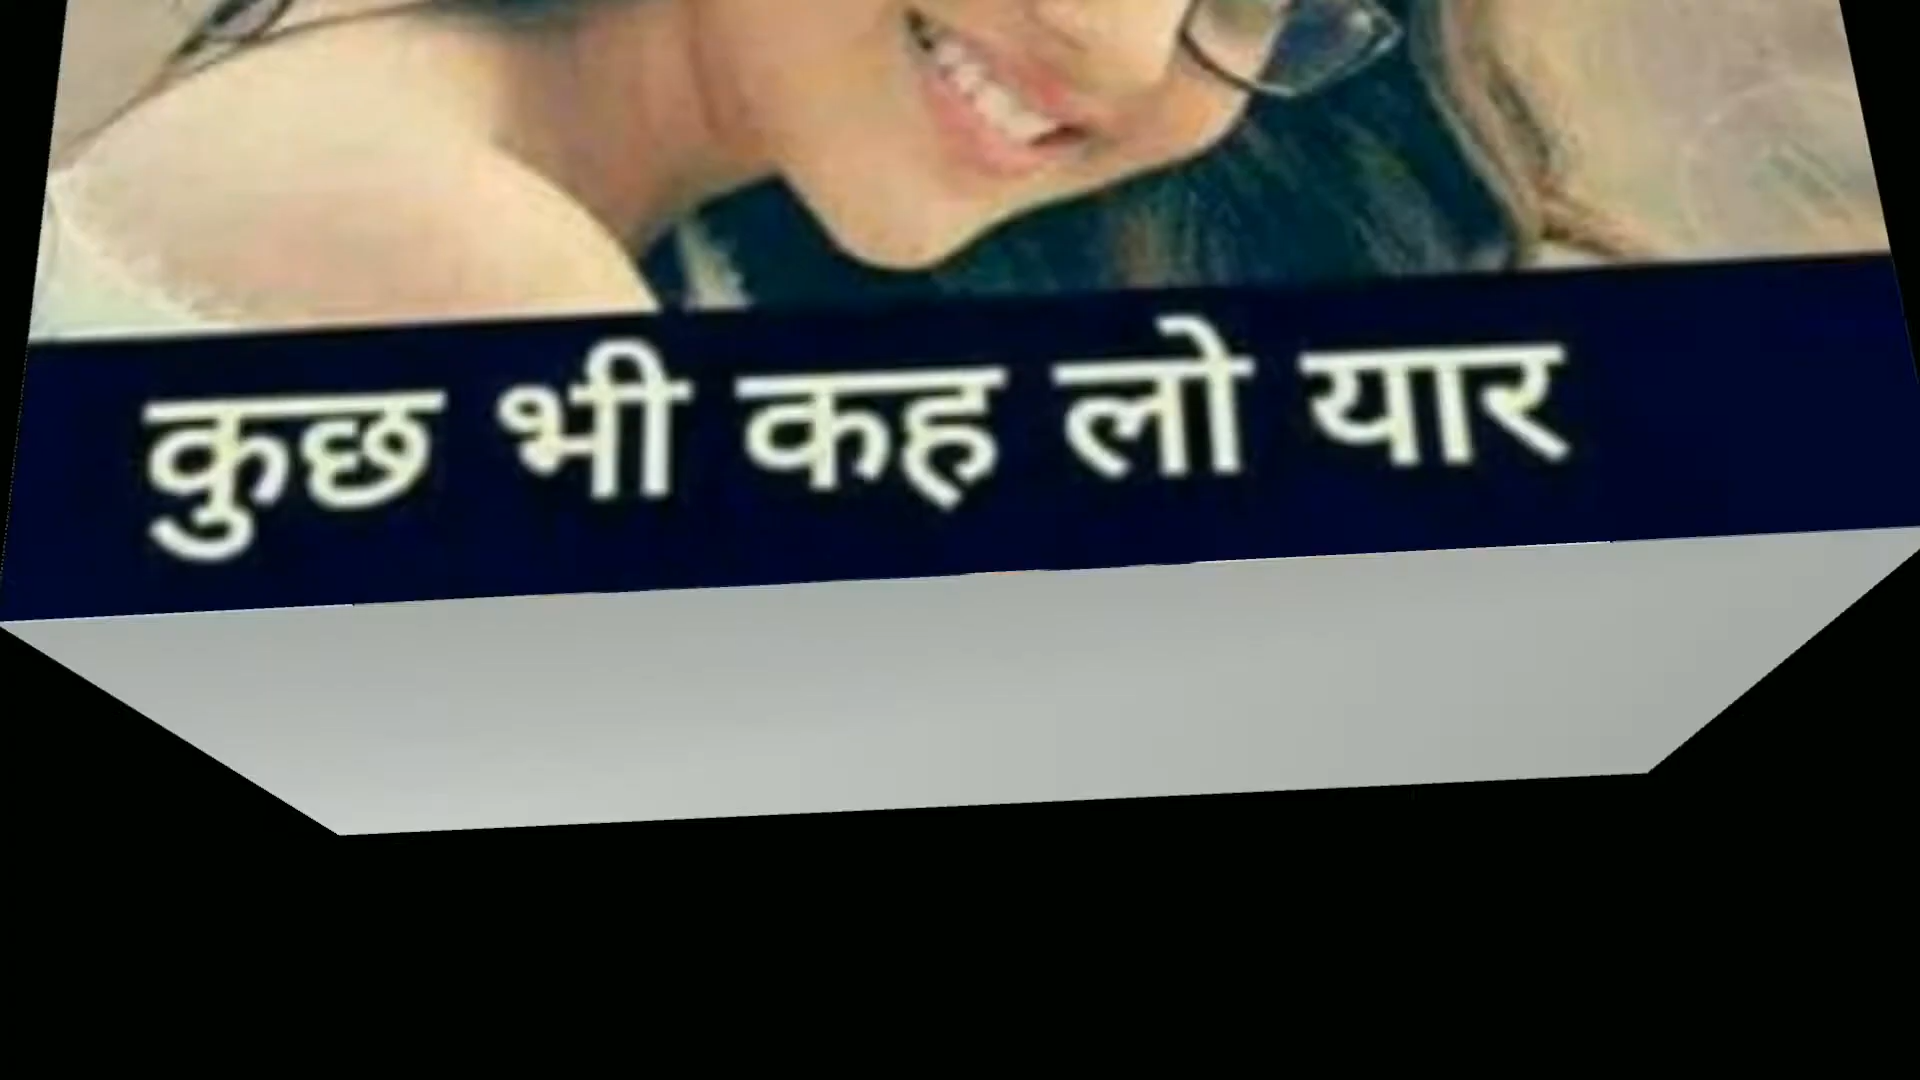 कुछ भी कह लो यार